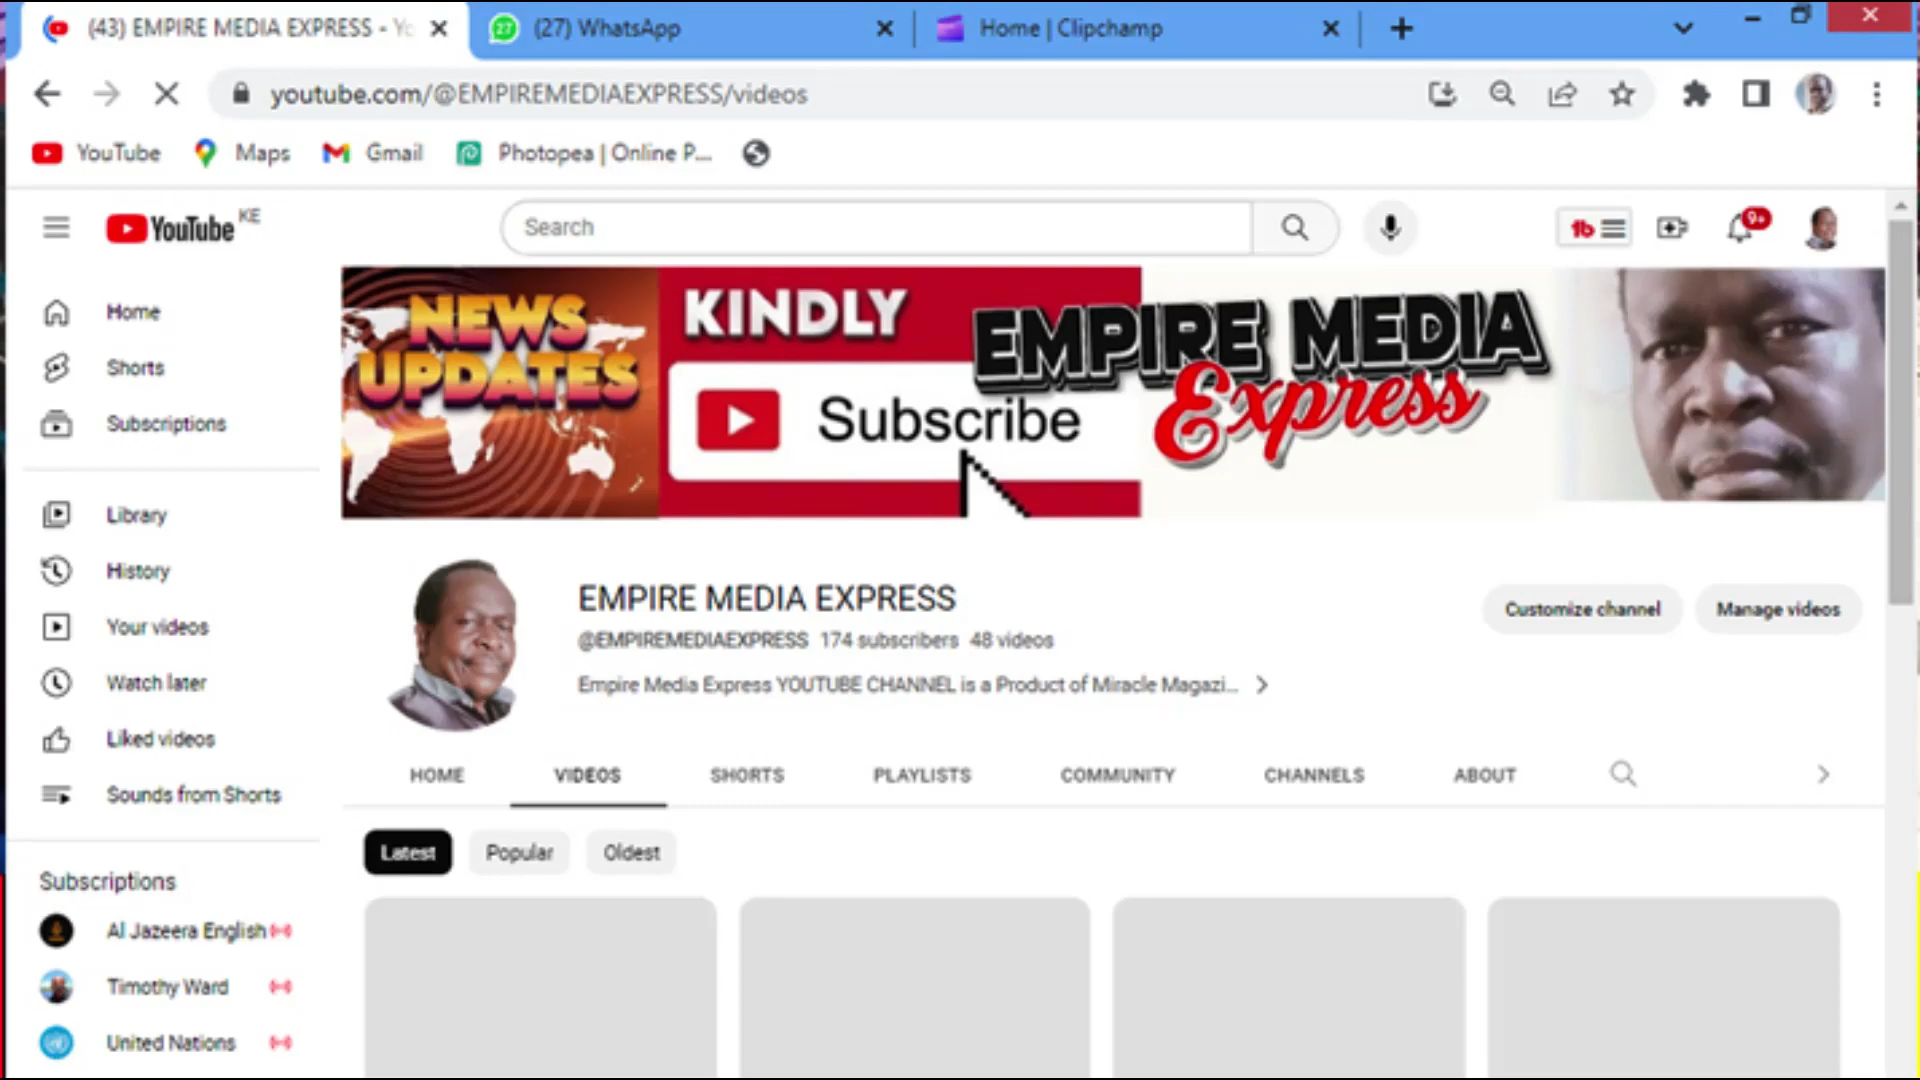 (43) EMPIRE MEDIA EXPRESS - Yo
27
(27) WhatsApp
Home | Clipchamp
youtube.com/@EMPIREMEDIAEXPRESS/videos
YouTube
Maps
Gmail
Photopea | Online P...
YouTube KE
Search
1b
9+
Home
Shorts
Subscriptions
Library
History
Your videos
Watch later
Liked videos
Sounds from Shorts
Subscriptions
Al Jazeera English
Timothy Ward
United Nations
NEWS
UPDATES
KINDLY
Subscribe
EMPIRE MEDIA
Express
EMPIRE MEDIA EXPRESS
@EMPIREMEDIAEXPRESS 174 subscribers 48 videos
Empire Media Express YOUTUBE CHANNEL is a Product of Miracle Magazi...
Customize channel
Manage videos
HOME
VIDEOS
SHORTS
PLAYLISTS
COMMUNITY
CHANNELS
ABOUT
Latest
Popular
Oldest